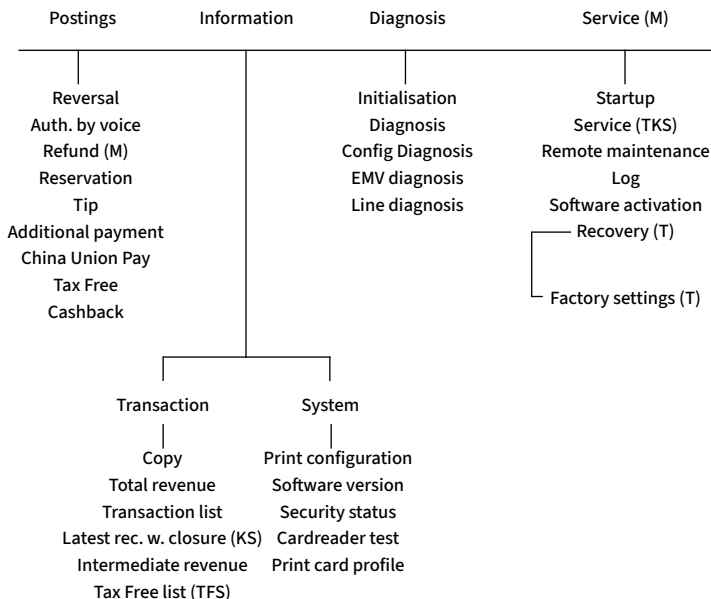 Postings
Information
Diagnosis
Service (M)
Reversal
Auth. by voice
Refund (M)
Reservation
Tip
Additional payment
China Union Pay
Tax Free
Cashback
Initialisation
Diagnosis
Config Diagnosis
EMV diagnosis
Line diagnosis
Startup
Service (TKS)
Remote maintenance
Log
Software activation
Recovery (T)
Factory settings (T)
Transaction
System
Copy
Total revenue
Transaction list
Latest rec. w. closure (KS)
Intermediate revenue
Tax Free list (TFS)
Print configuration
Software version
Security status
Cardreader test
Print card profile